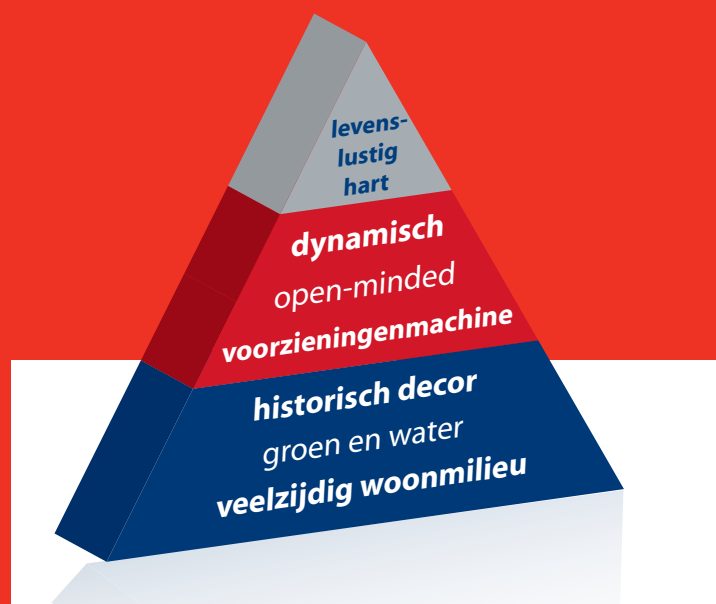 levens-
lustig
hart
dynamisch
open-minded
voorzieningenmachine
historisch decor
groen en water
veelzijdig woonmilieu